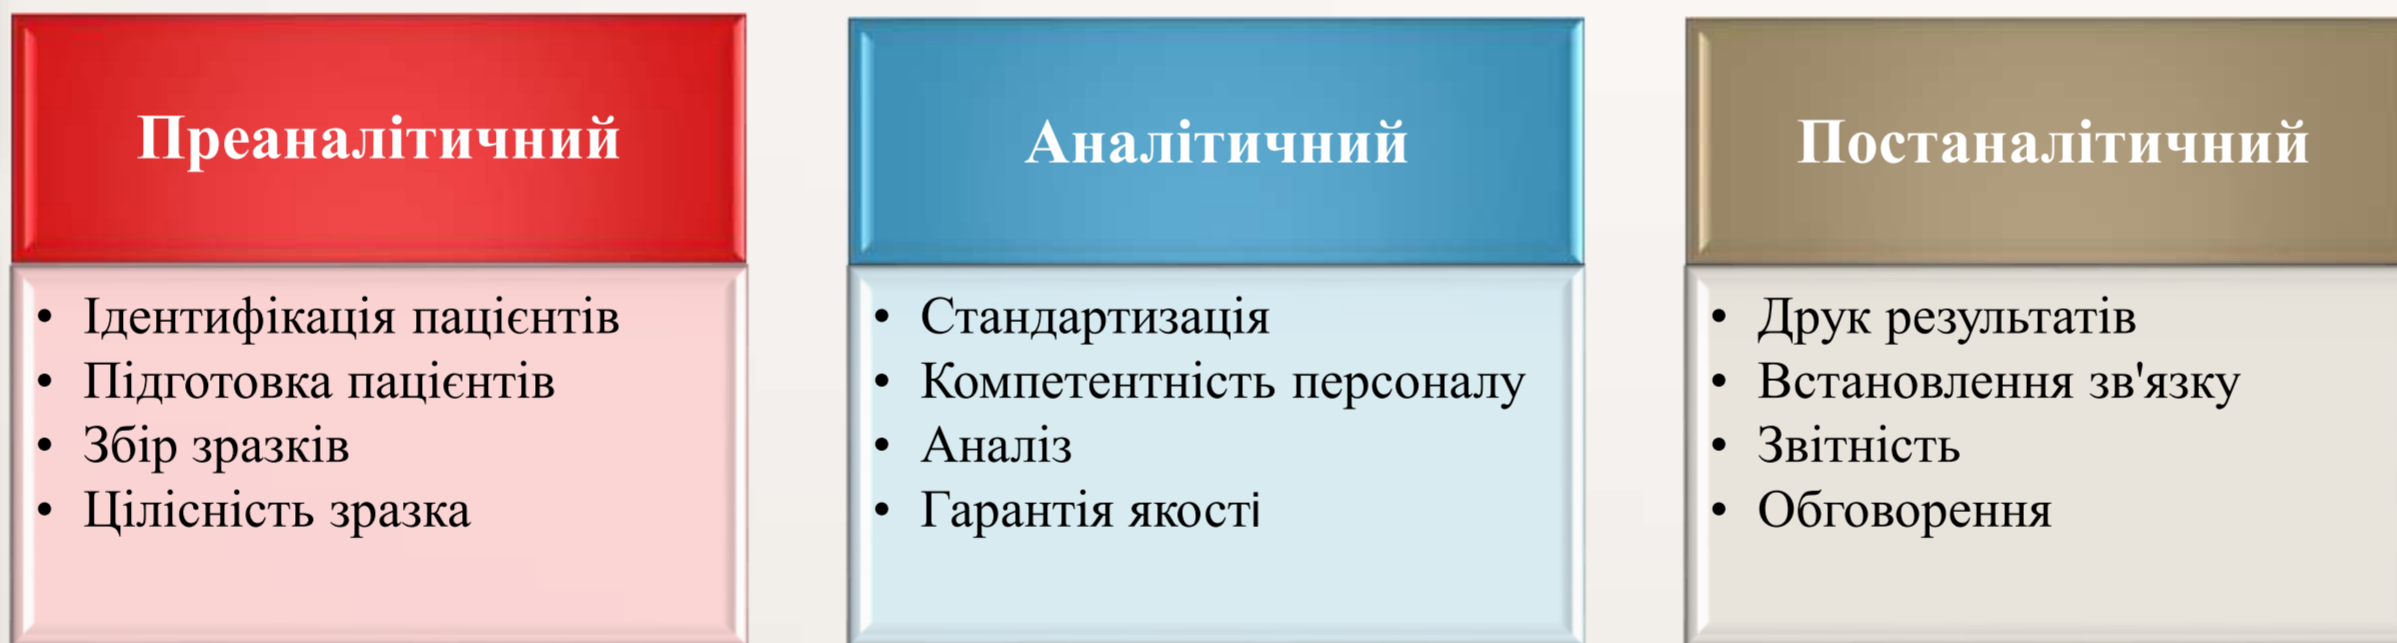 Преаналітичний
• Ідентифікація пацієнтів
• Підготовка пацієнтів
• Збір зразків
• Цілісність зразка
Аналітичний
• Стандартизація
• Компетентність персоналу
• Аналіз
• Гарантія якості
Постаналітичний
• Друк результатів
• Встановлення зв'язку
• Звітність
• Обговорення